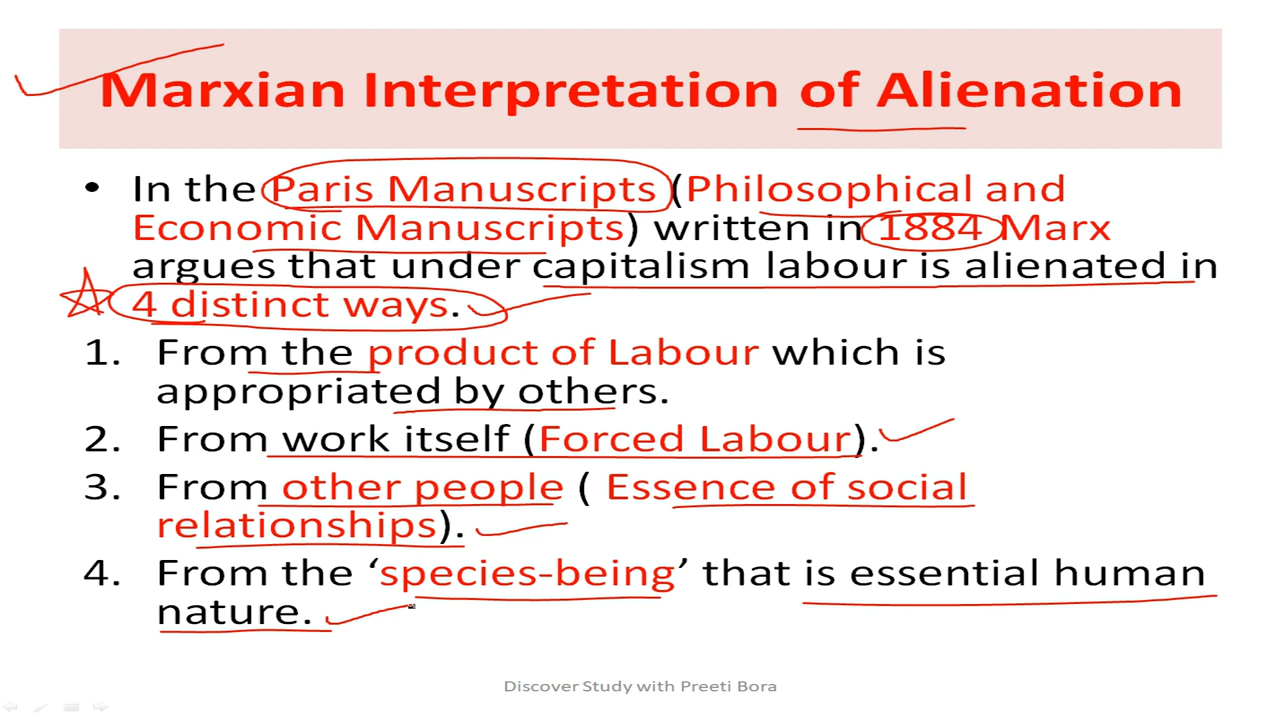 Marxian Interpretation of Alienation
• In the Paris Manuscripts (Philosophical and
Economic Manuscripts) written in 1884 Marx
argues that under capitalism labour is alienated in
4 distinct ways.
1. From the product of Labour which is
appropriated by others.
2. From work itself (Forced Labour).
3. From other people ( Essence of social
relationships).
4. From the ‘species-being’ that is essential human
nature.
Discover Study with Preeti Bora